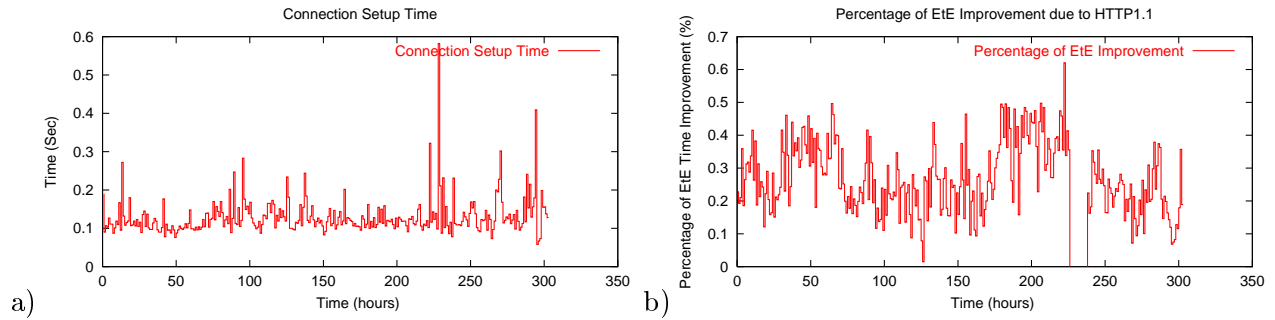 Connection Setup Time
Time (Sec)
0.6
0.5
0.4
0.3
0.2
0.1
0
Connection Setup Time
0 50 100 150 200 250 300 350
Time (hours)
a)
Percentage of EtE Improvement due to HTTP1.1
Percentage of EtE Time Improvement (%)
0.7
0.6
0.5
0.4
0.3
0.2
0.1
0
Percentage of EtE Improvement
0 50 100 150 200 250 300 350
Time (hours)
b)